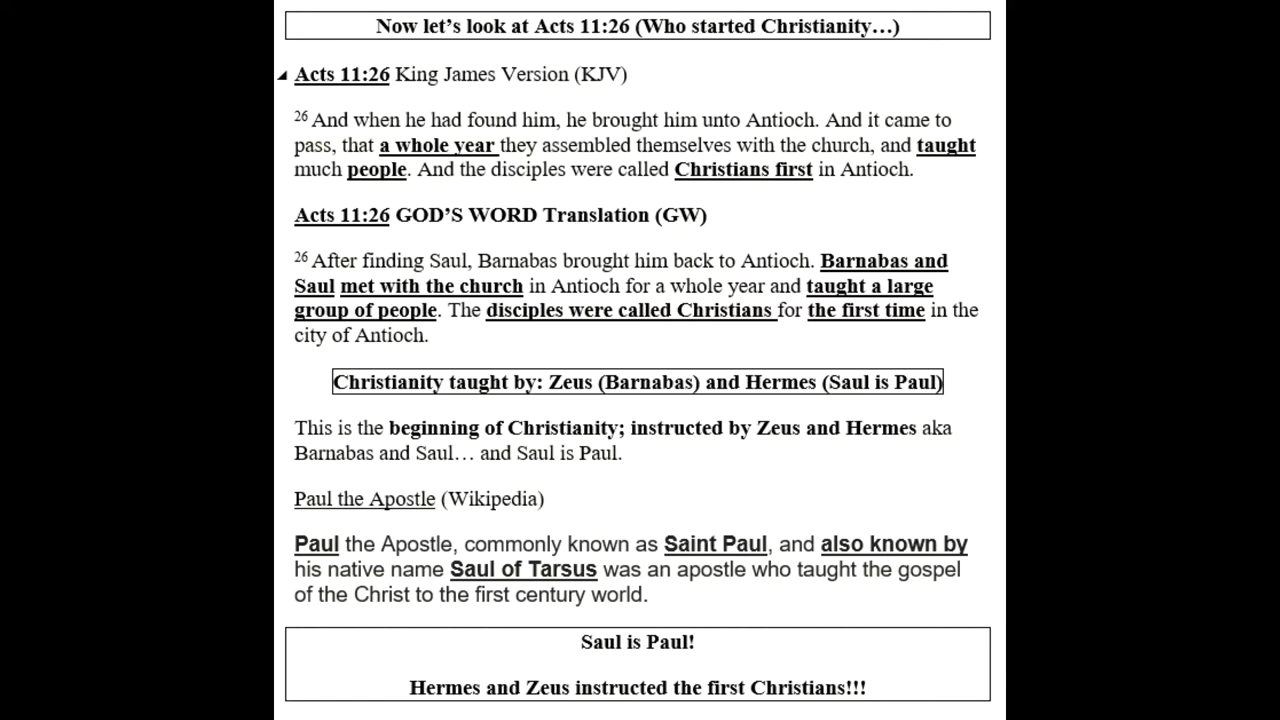 Now let’s look at Acts 11:26 (Who started Christianity…)
Acts 11:26 King James Version (KJV)
26 And when he had found him, he brought him unto Antioch. And it came to
pass, that a whole year they assembled themselves with the church, and taught
much people. And the disciples were called Christians first in Antioch.
Acts 11:26 GOD’S WORD Translation (GW)
26 After finding Saul, Barnabas brought him back to Antioch. Barnabas and
Saul met with the church in Antioch for a whole year and taught a large
group of people. The disciples were called Christians for the first time in the
city of Antioch.
Christianity taught by: Zeus (Barnabas) and Hermes (Saul is Paul)
This is the beginning of Christianity; instructed by Zeus and Hermes aka
Barnabas and Saul… and Saul is Paul.
Paul the Apostle (Wikipedia)
Paul the Apostle, commonly known as Saint Paul, and also known by
his native name Saul of Tarsus was an apostle who taught the gospel
of the Christ to the first century world.
Saul is Paul!
Hermes and Zeus instructed the first Christians!!!